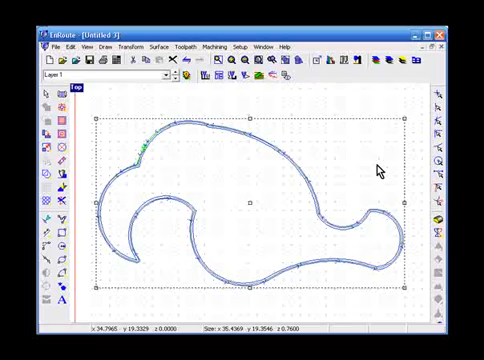 EnRoute - [Untitled 3]
File Edit View Draw Transform Surface Toolpath Machining Setup Window Help
Layer 1
Top
x 34.7965 y 19.3329 z 0.0000 Size: x 35.4369 y 19.3546 z 0.7600